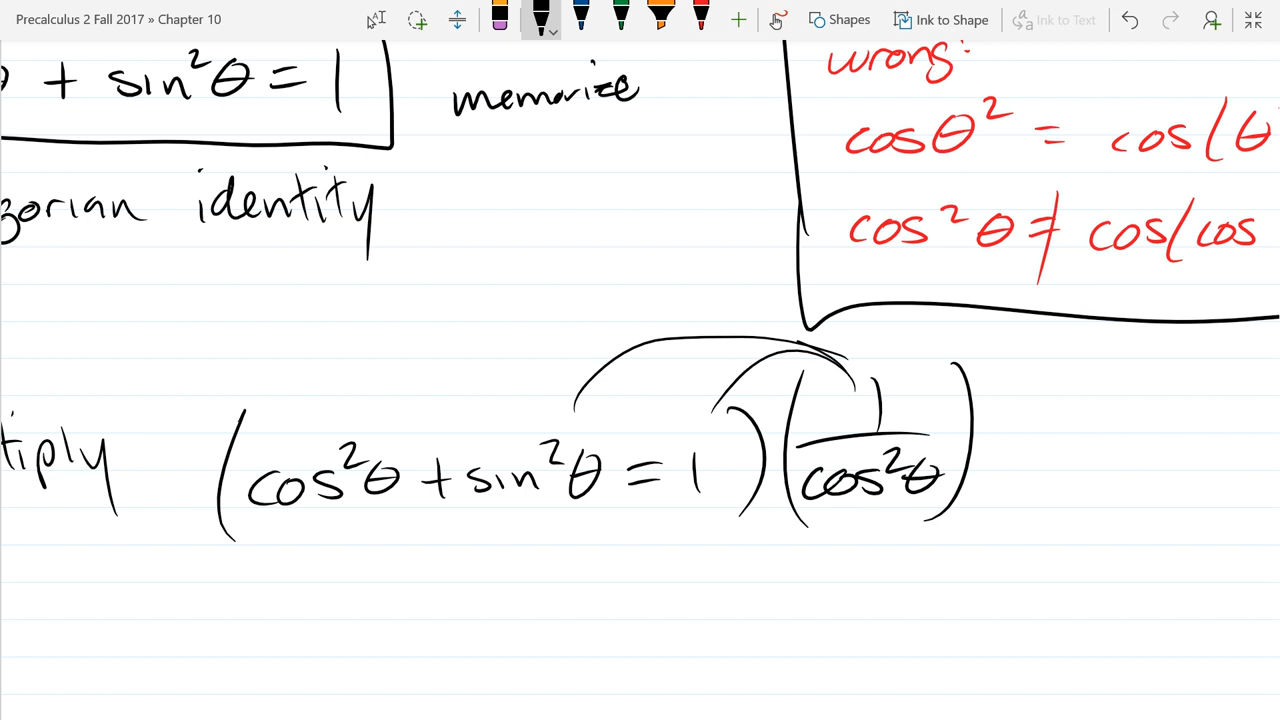 Precalculus 2 Fall 2017 » Chapter 10
Shapes
Ink to Shape
Ink to Text
+ sin²θ = 1
memorize
gorian identity
wrong:
cosθ² = cos(θ
cos²θ ≠ cos(cos
tiply (cos²θ + sin²θ = 1)(1/cos²θ)